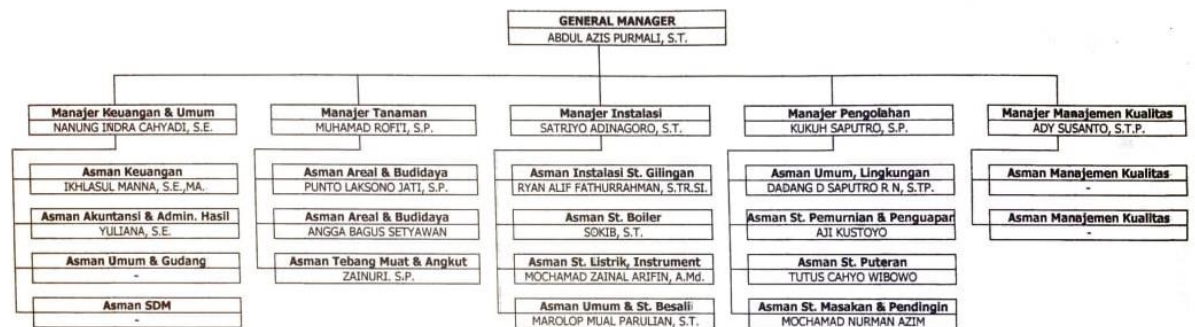 GENERAL MANAGER
ABDUL AZIS PURMALI, S.T.
Manajer Keuangan & Umum
NANUNG INDRA CAHYADI, S.E.
Asman Keuangan
IKHLASUL MANNA, S.E.,MA.
Asman Akuntansi & Admin. Hasil
YULIANA, S.E.
Asman Umum & Gudang
-
Asman SDM
-
Manajer Tanaman
MUHAMAD ROFI'I, S.P.
Asman Areal & Budidaya
PUNTO LAKSONO JATI, S.P.
Asman Areal & Budidaya
ANGGA BAGUS SETYAWAN
Asman Tebang Muat & Angkut
ZAINURI. S.P.
Manajer Instalasi
SATRIYO ADINAGORO, S.T.
Asman Instalasi St. Gilingan
RYAN ALIF FATHURRAHMAN, S.TR.SI.
Asman St. Boiler
SOKIB, S.T.
Asman St. Listrik, Instrument
MOCHAMAD ZAINAL ARIFIN, A.Md.
Asman Umum & St. Besali
MAROLOP MUAL PARULIAN, S.T.
Manajer Pengolahan
KUKUH SAPUTRO, S.P.
Asman Umum, Lingkungan
DADANG D SAPUTRO R N, S.TP.
Asman St. Pemurnian & Penguapar
AJI KUSTOYO
Asman St. Puteran
TUTUS CAHYO WIBOWO
Asman St. Masakan & Pendingin
MOCHAMAD NURMAN AZIM
Manajer Manajemen Kualitas
ADY SUSANTO, S.T.P.
Asman Manajemen Kualitas
-
Asman Manajemen Kualitas
-